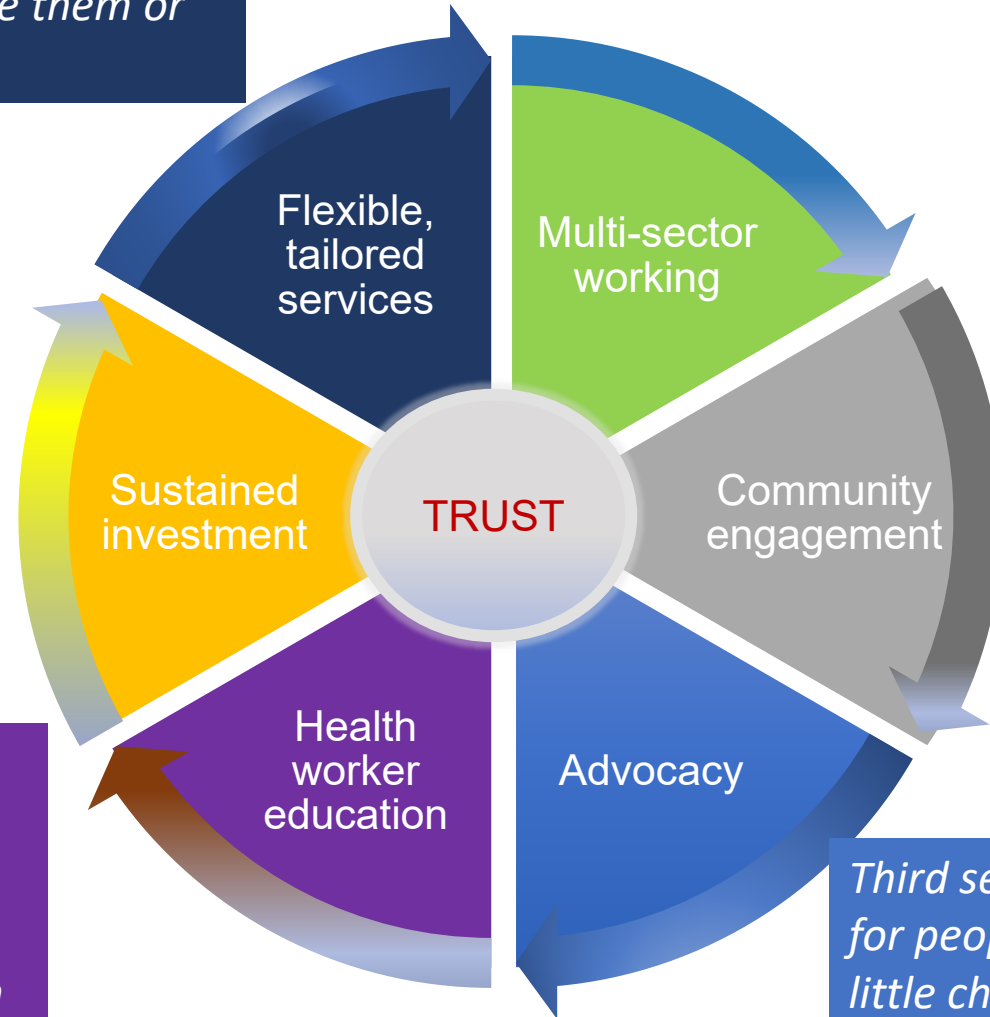 e them or
Flexible,
tailored
services
Multi-sector
working
Sustained
investment
TRUST
Community
engagement
Health
worker
education
Advocacy
Third se
for peop
little ch